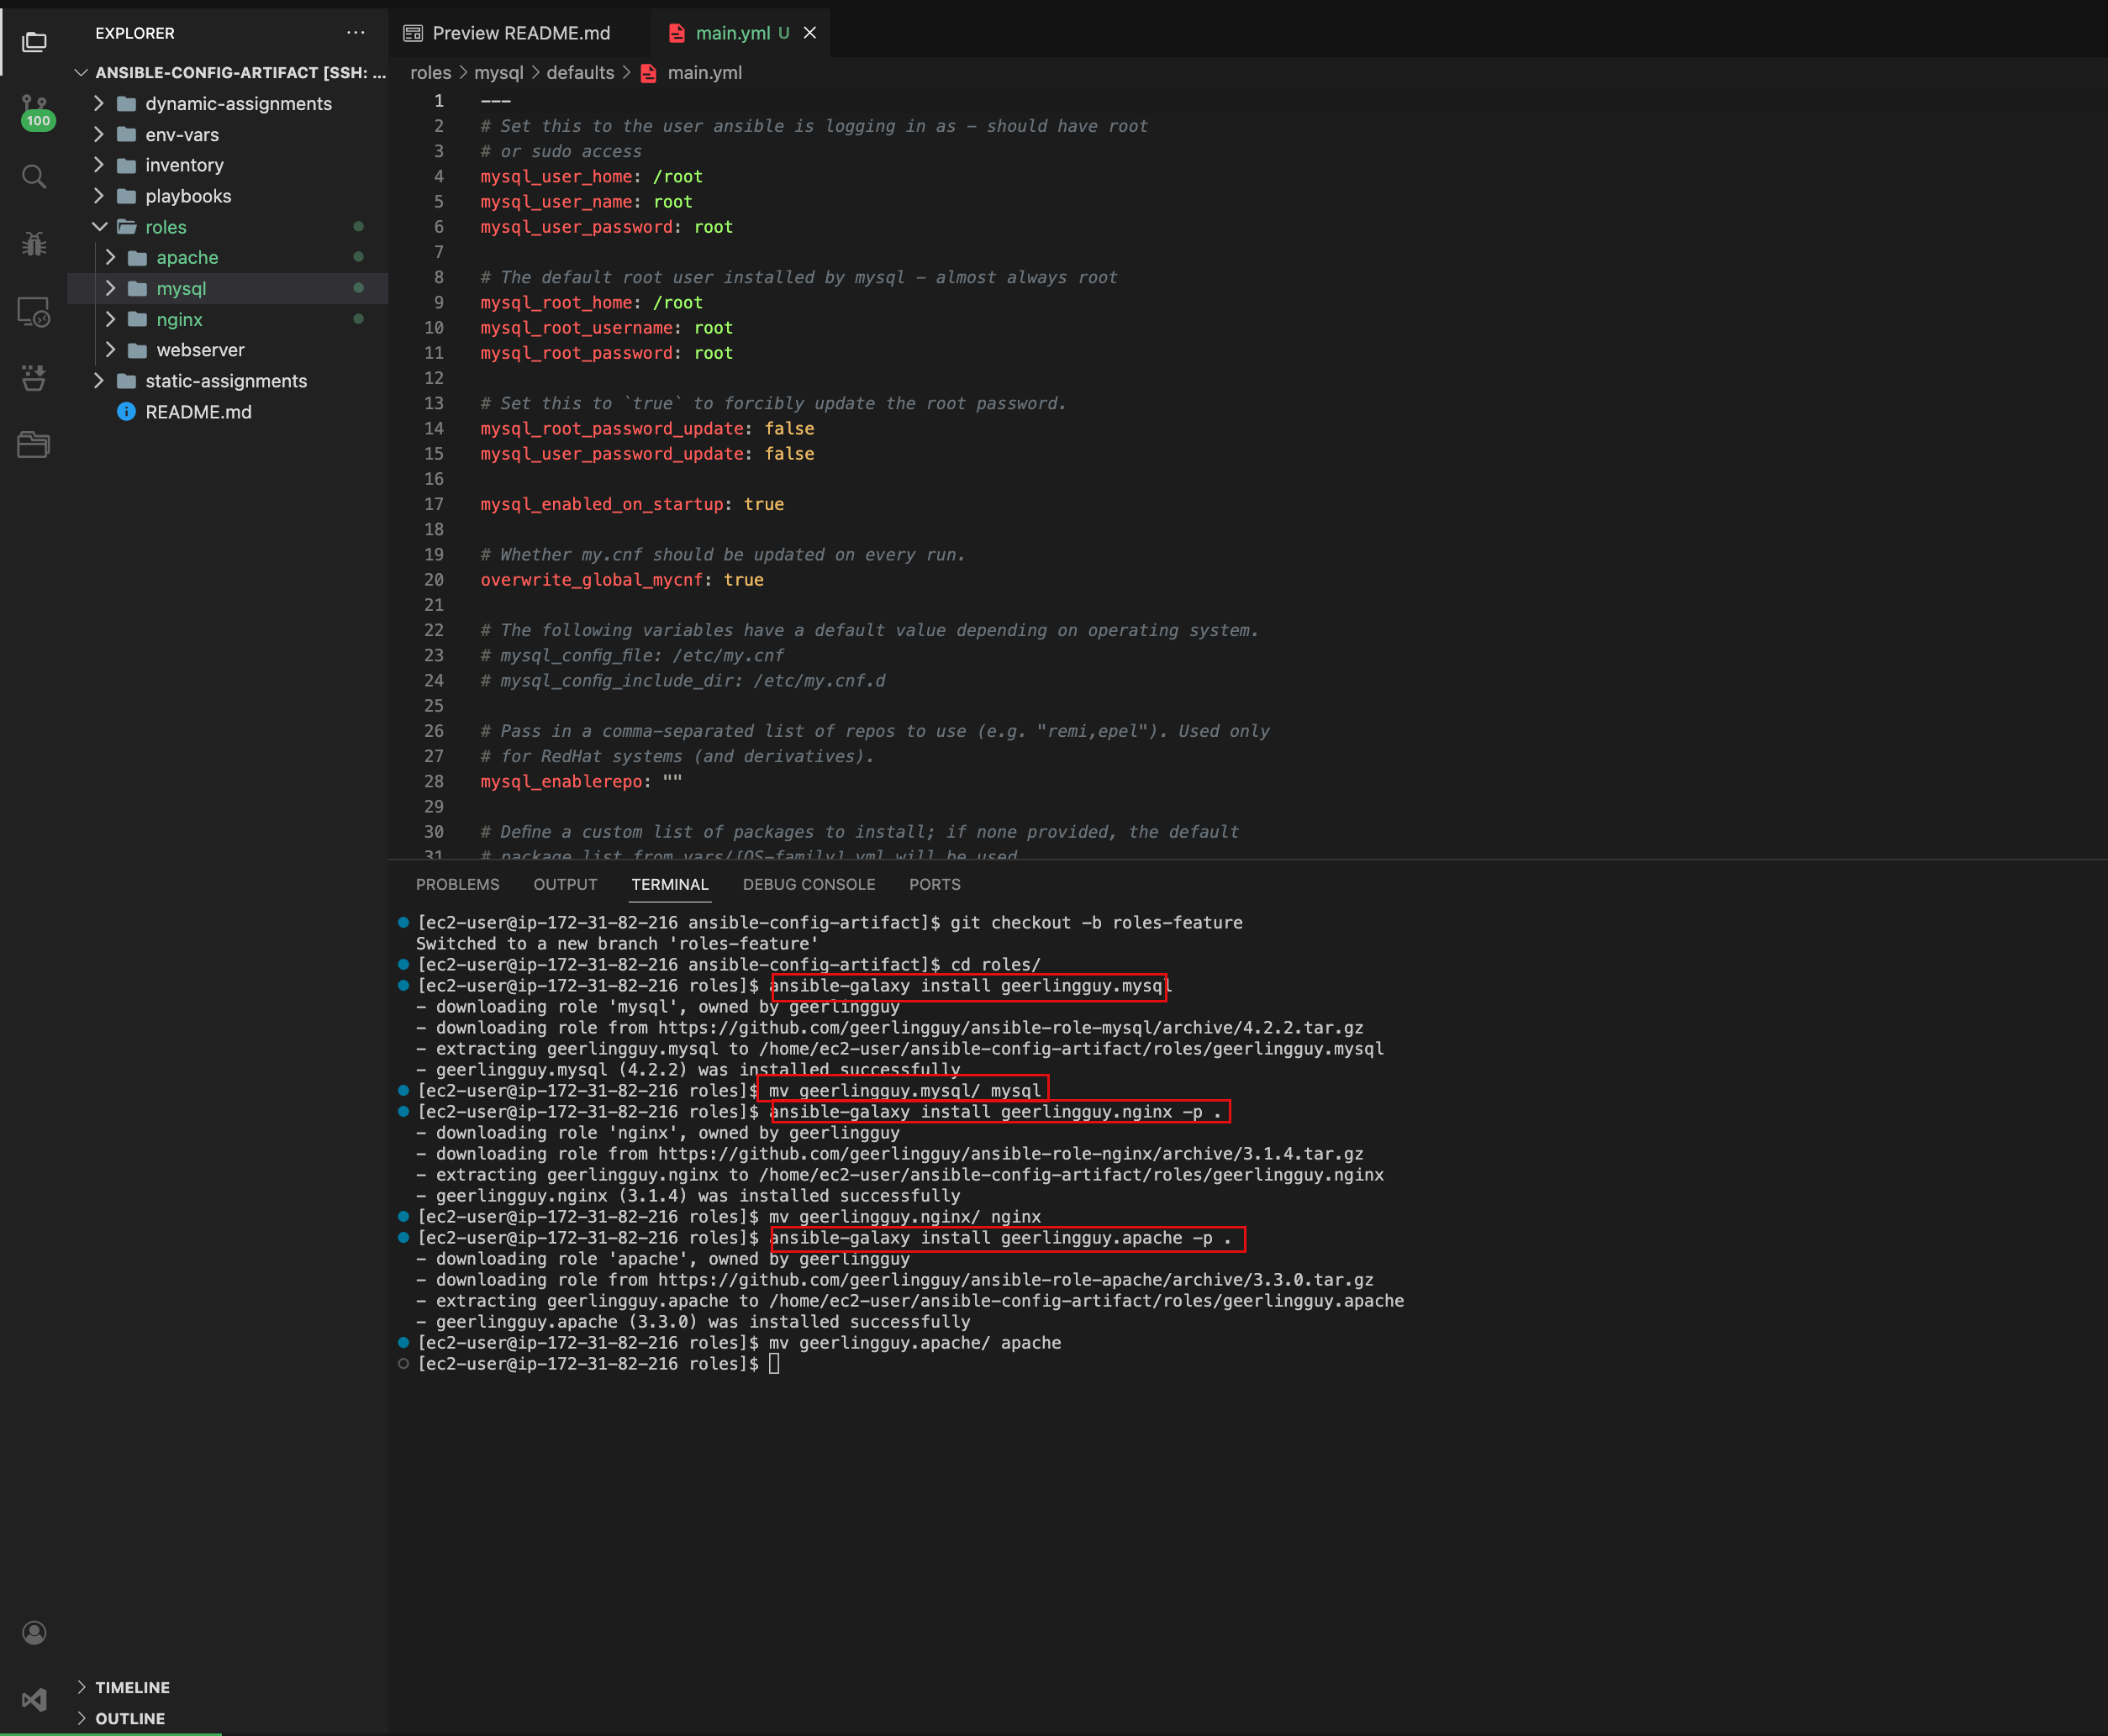 EXPLORER
ANSIBLE-CONFIG-ARTIFACT [SSH: ...
dynamic-assignments
env-vars
inventory
playbooks
roles
apache
mysql
nginx
webserver
static-assignments
README.md
100
TIMELINE
OUTLINE
Preview README.md
main.yml U
roles > mysql > defaults > main.yml
1 ---
2 # Set this to the user ansible is logging in as - should have root
3 # or sudo access
4 mysql_user_home: /root
5 mysql_user_name: root
6 mysql_user_password: root
7
8 # The default root user installed by mysql - almost always root
9 mysql_root_home: /root
10 mysql_root_username: root
11 mysql_root_password: root
12
13 # Set this to `true` to forcibly update the root password.
14 mysql_root_password_update: false
15 mysql_user_password_update: false
16
17 mysql_enabled_on_startup: true
18
19 # Whether my.cnf should be updated on every run.
20 overwrite_global_mycnf: true
21
22 # The following variables have a default value depending on operating system.
23 # mysql_config_file: /etc/my.cnf
24 # mysql_config_include_dir: /etc/my.cnf.d
25
26 # Pass in a comma-separated list of repos to use (e.g. "remi,epel"). Used only
27 # for RedHat systems (and derivatives).
28 mysql_enablerepo: ""
29
30 # Define a custom list of packages to install; if none provided, the default
31 # package list from vars/[OS-family].yml will be used.
PROBLEMS OUTPUT TERMINAL DEBUG CONSOLE PORTS
[ec2-user@ip-172-31-82-216 ansible-config-artifact]$ git checkout -b roles-feature
Switched to a new branch 'roles-feature'
[ec2-user@ip-172-31-82-216 ansible-config-artifact]$ cd roles/
[ec2-user@ip-172-31-82-216 roles]$ ansible-galaxy install geerlingguy.mysql
- downloading role 'mysql', owned by geerlingguy
- downloading role from https://github.com/geerlingguy/ansible-role-mysql/archive/4.2.2.tar.gz
- extracting geerlingguy.mysql to /home/ec2-user/ansible-config-artifact/roles/geerlingguy.mysql
- geerlingguy.mysql (4.2.2) was installed successfully
[ec2-user@ip-172-31-82-216 roles]$ mv geerlingguy.mysql/ mysql
[ec2-user@ip-172-31-82-216 roles]$ ansible-galaxy install geerlingguy.nginx -p .
- downloading role 'nginx', owned by geerlingguy
- downloading role from https://github.com/geerlingguy/ansible-role-nginx/archive/3.1.4.tar.gz
- extracting geerlingguy.nginx to /home/ec2-user/ansible-config-artifact/roles/geerlingguy.nginx
- geerlingguy.nginx (3.1.4) was installed successfully
[ec2-user@ip-172-31-82-216 roles]$ mv geerlingguy.nginx/ nginx
[ec2-user@ip-172-31-82-216 roles]$ ansible-galaxy install geerlingguy.apache -p .
- downloading role 'apache', owned by geerlingguy
- downloading role from https://github.com/geerlingguy/ansible-role-apache/archive/3.3.0.tar.gz
- extracting geerlingguy.apache to /home/ec2-user/ansible-config-artifact/roles/geerlingguy.apache
- geerlingguy.apache (3.3.0) was installed successfully
[ec2-user@ip-172-31-82-216 roles]$ mv geerlingguy.apache/ apache
[ec2-user@ip-172-31-82-216 roles]$